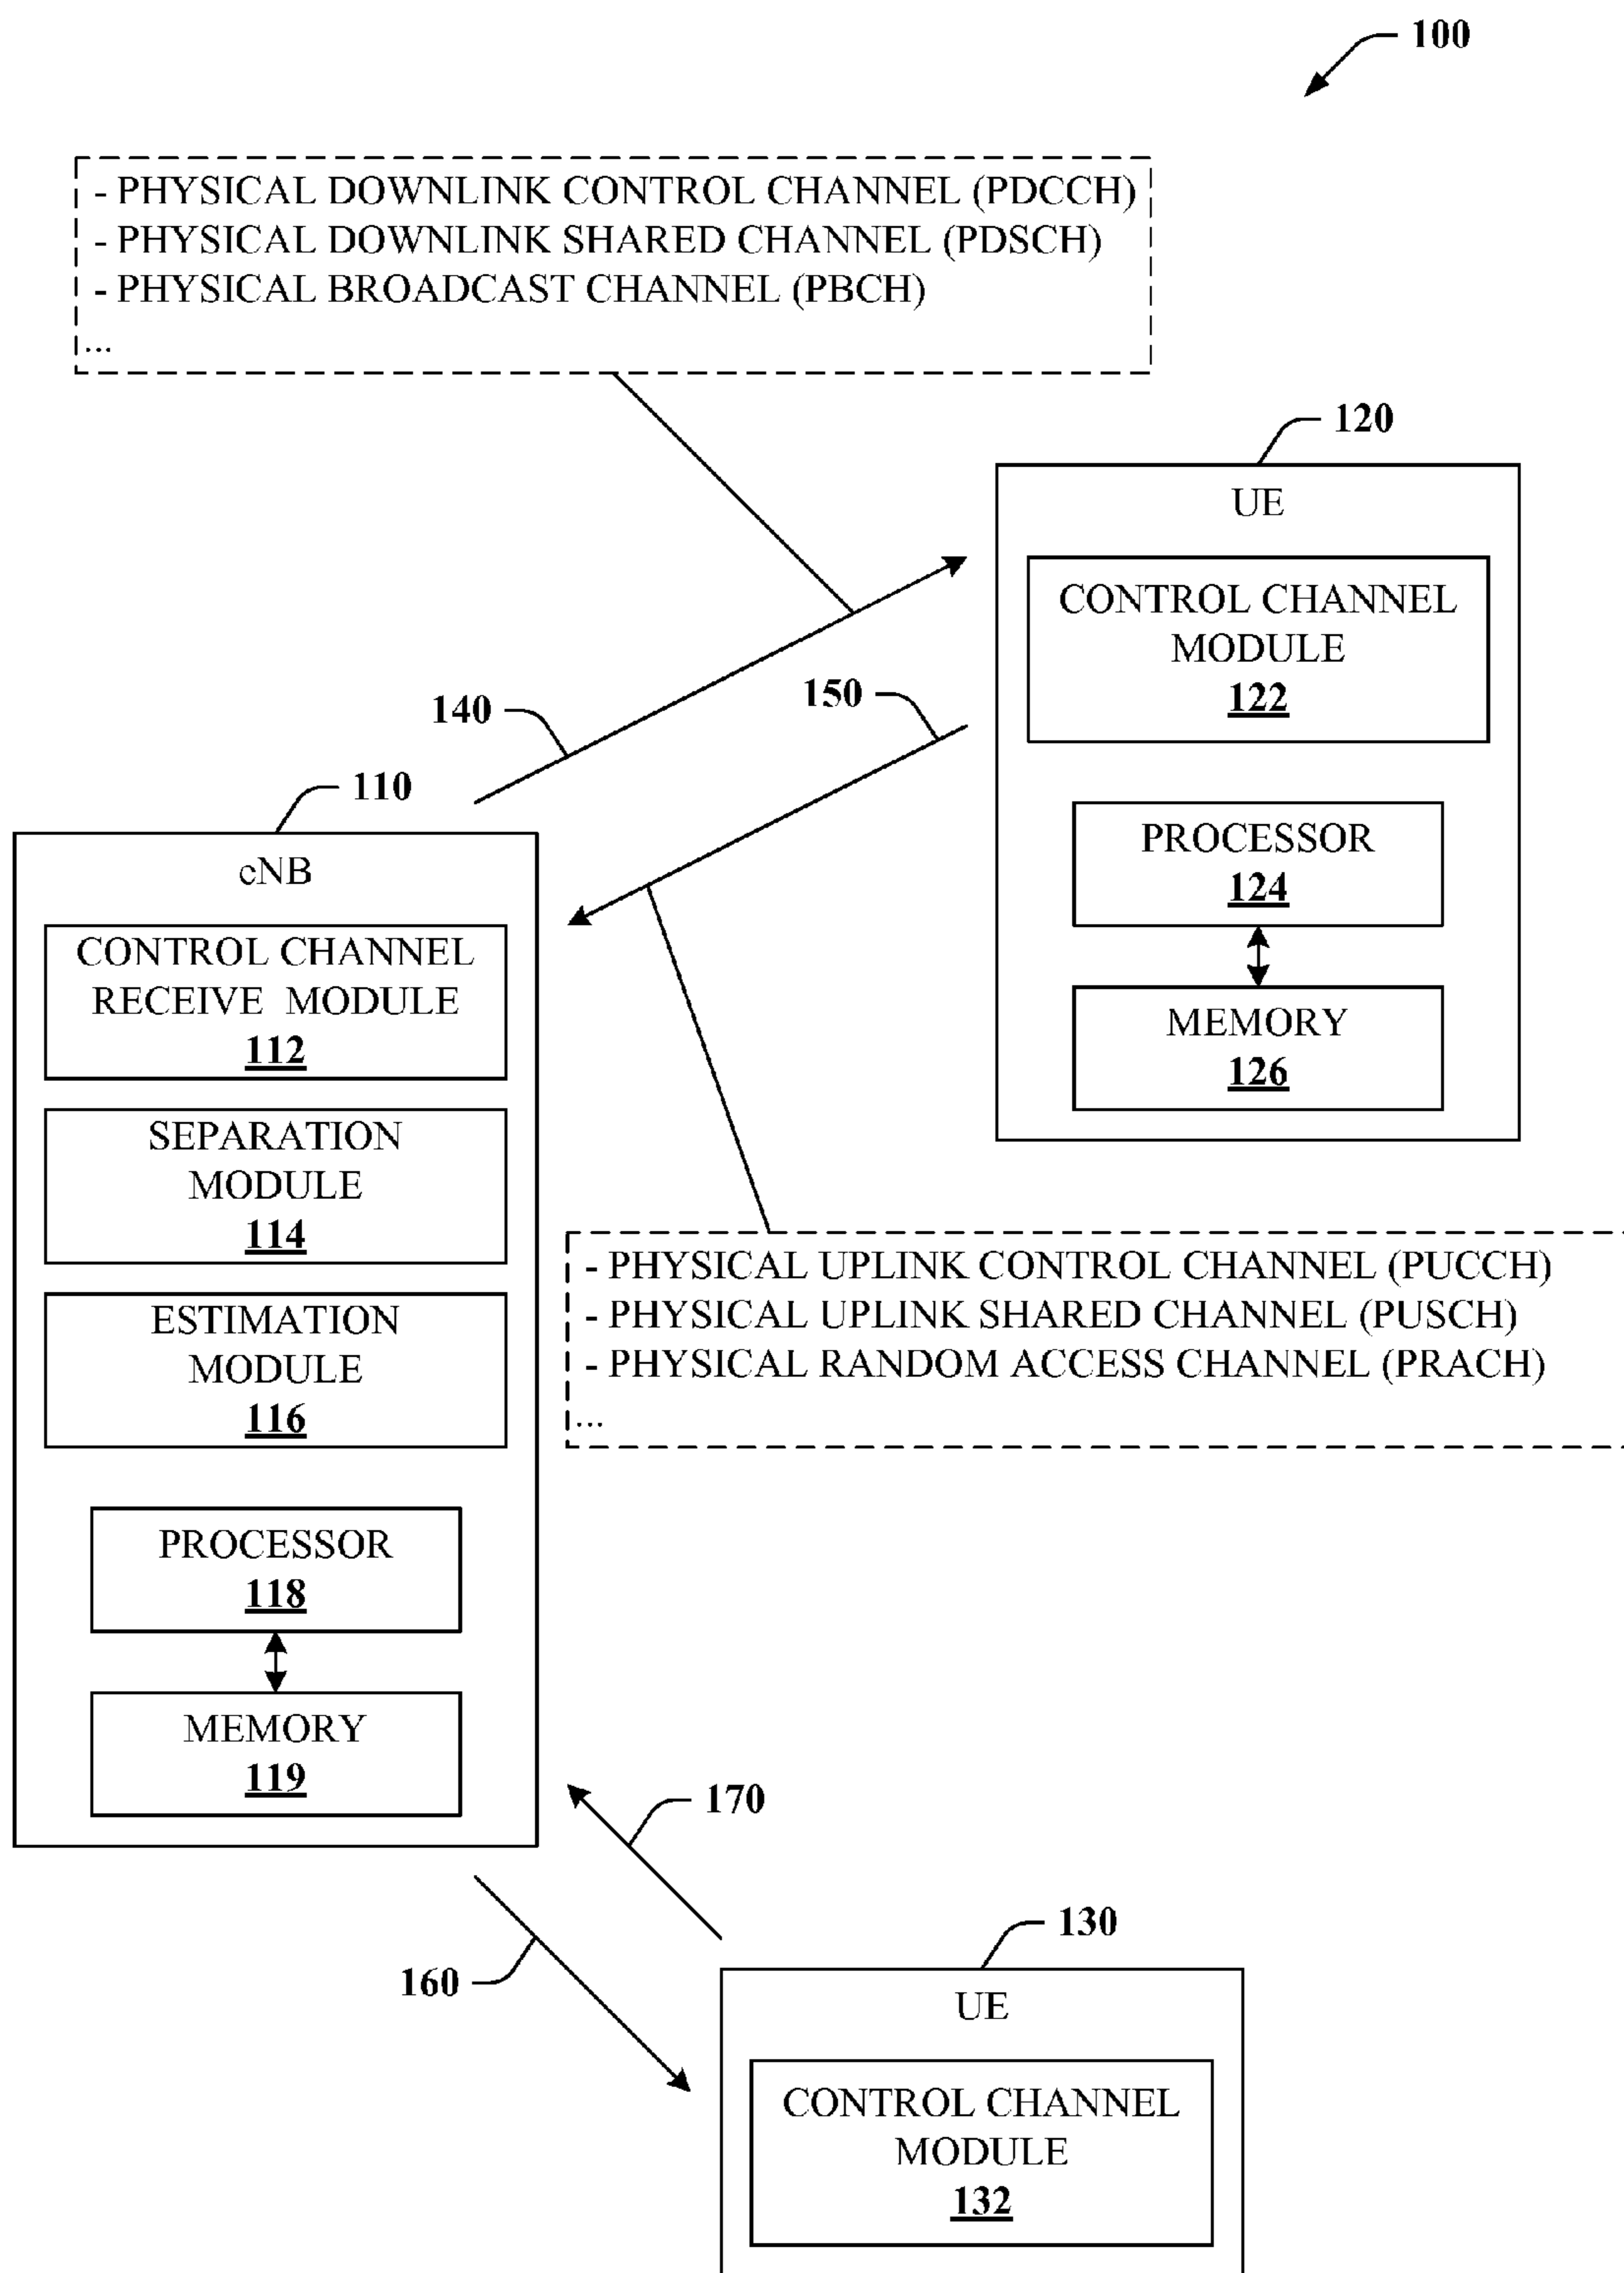 100
- PHYSICAL DOWNLINK CONTROL CHANNEL (PDCCH)
- PHYSICAL DOWNLINK SHARED CHANNEL (PDSCH)
- PHYSICAL BROADCAST CHANNEL (PBCH)
...
120
UE
CONTROL CHANNEL
MODULE
122
PROCESSOR
124
MEMORY
126
140
150
110
eNB
CONTROL CHANNEL
RECEIVE MODULE
112
SEPARATION
MODULE
114
ESTIMATION
MODULE
116
PROCESSOR
118
MEMORY
119
- PHYSICAL UPLINK CONTROL CHANNEL (PUCCH)
- PHYSICAL UPLINK SHARED CHANNEL (PUSCH)
- PHYSICAL RANDOM ACCESS CHANNEL (PRACH)
...
170
160
130
UE
CONTROL CHANNEL
MODULE
132